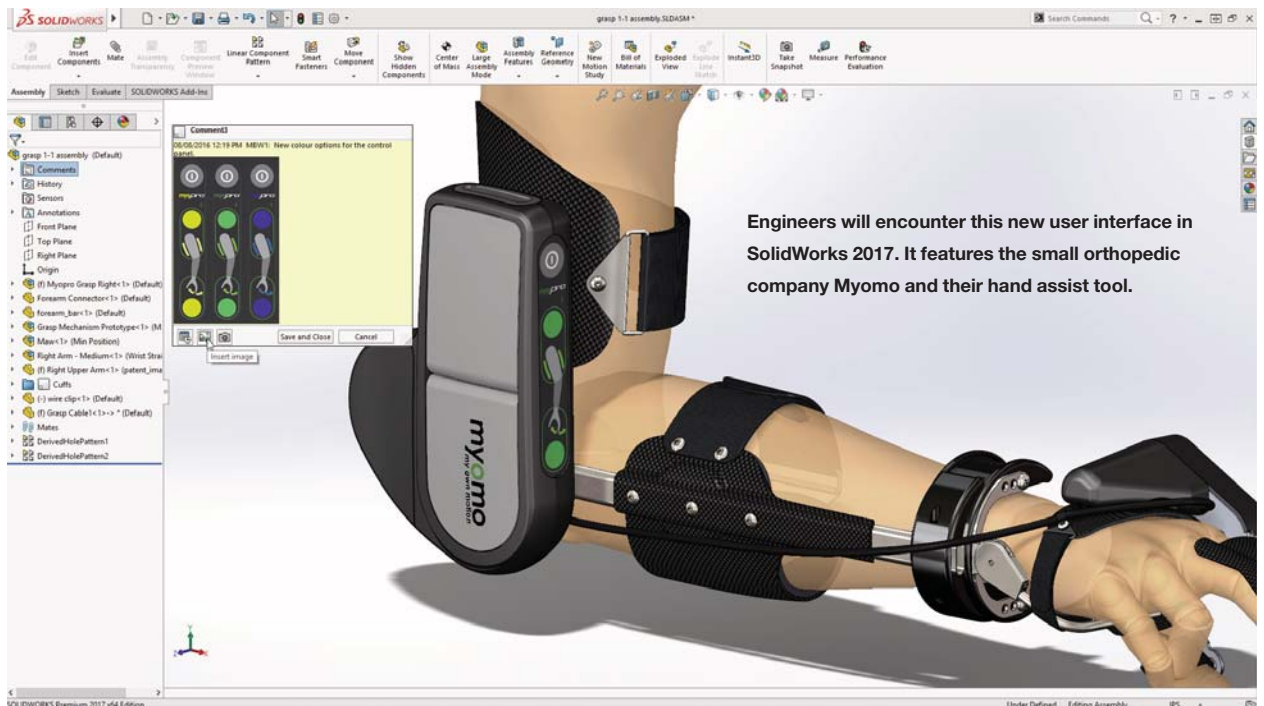 SOLIDWORKS
grasp 1-1 assembly.SLDASM *
Search Commands
Edit Component
Insert Components
Mate
Assembly Transparency
Component Preview Window
Linear Component Pattern
Smart Fasteners
Move Component
Show Hidden Components
Center of Mass
Large Assembly Mode
Assembly Features
Reference Geometry
New Motion Study
Bill of Materials
Exploded View
Explode Line Sketch
Instant3D
Take Snapshot
Measure
Performance Evaluation
Assembly Sketch Evaluate SOLIDWORKS Add-Ins
grasp 1-1 assembly (Default)
Comments
History
Sensors
Annotations
Front Plane
Top Plane
Right Plane
Origin
(f) Myopro Grasp Right<1> (Default)
Forearm Connector<1> (Default)
forearm_bar<1> (Default)
Grasp Mechanism Prototype<1> (M
Maw<1> (Min Position)
Right Arm - Medium<1> (Wrist Strai
(f) Right Upper Arm<1> (patent_ima
Cuffs
(-) wire clip<1> (Default)
(f) Grasp Cable1<1>-> * (Default)
Mates
DerivedHolePattern1
DerivedHolePattern2
Comment3
08/08/2016 12:19 PM MBW1: New colour options for the control
panel.
myopro myopro myopro
Save and Close Cancel
Insert image
Engineers will encounter this new user interface in
SolidWorks 2017. It features the small orthopedic
company Myomo and their hand assist tool.
myopro
myomo
my own motion
SOLIDWORKS Premium 2017 x64 Edition
Under Defined Editing Assembly IPS